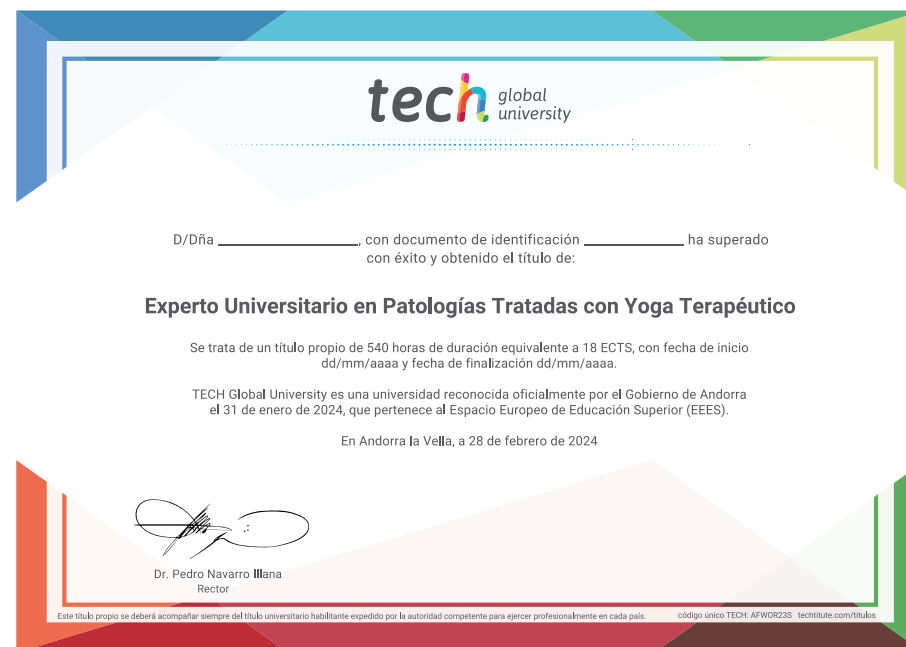 tech global university
D/Dña ______________, con documento de identificación __________ ha superado
con éxito y obtenido el título de:
Experto Universitario en Patologías Tratadas con Yoga Terapéutico
Se trata de un título propio de 540 horas de duración equivalente a 18 ECTS, con fecha de inicio
dd/mm/aaaa y fecha de finalización dd/mm/aaaa.
TECH Global University es una universidad reconocida oficialmente por el Gobierno de Andorra
el 31 de enero de 2024, que pertenece al Espacio Europeo de Educación Superior (EEES).
En Andorra la Vella, a 28 de febrero de 2024
Dr. Pedro Navarro Illana
Rector
Este título propio se deberá acompañar siempre del título universitario habilitante expedido por la autoridad competente para ejercer profesionalmente en cada país. código único TECH: AFWOR23S techtitute.com/titulos